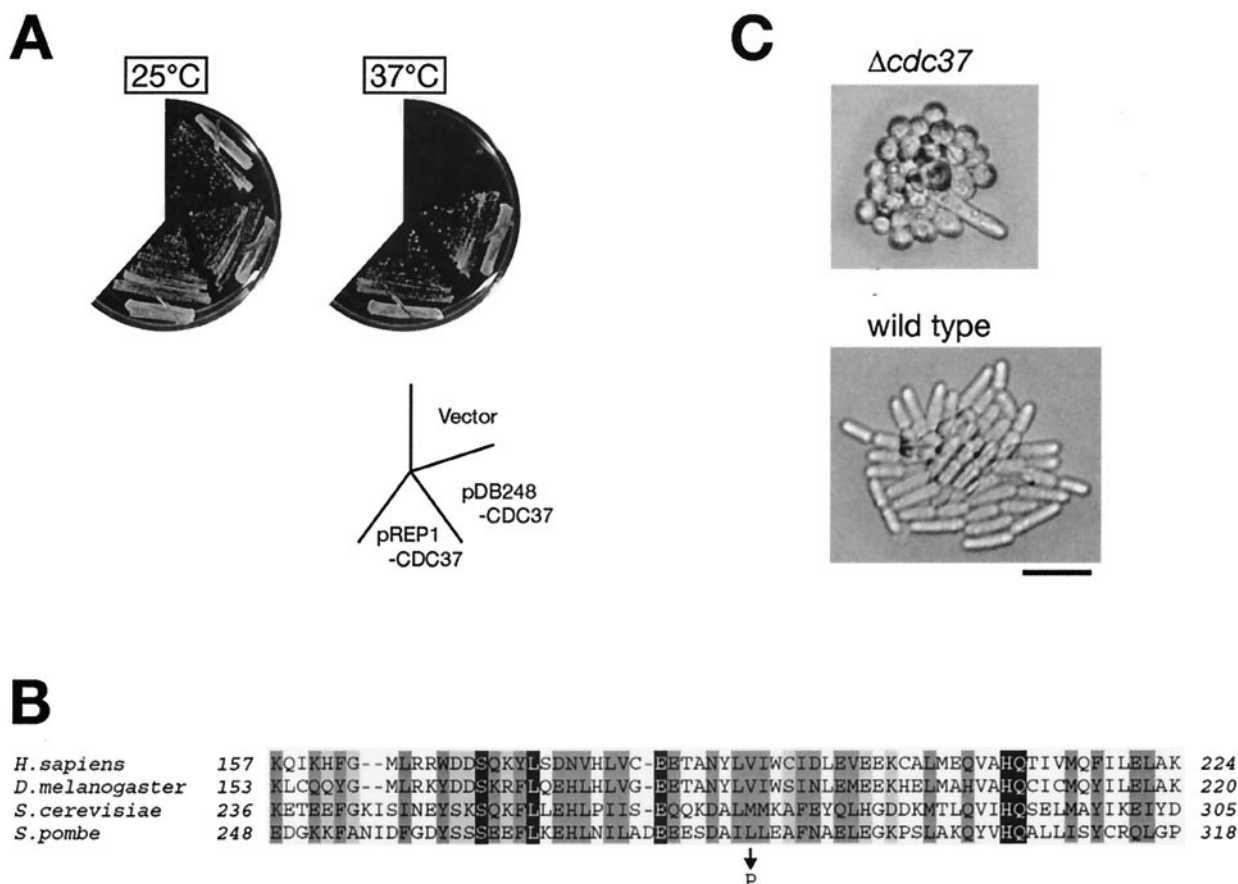 A
25°C
37°C
Vector
pDB248
-CDC37
pREP1
-CDC37
C
Δcdc37
wild type
B
H.sapiens 157 KQIKHFG--MLRRWDDSQKYLSDNVHLVC-EETANYLVIWCIDLEVEEKCALMEQVAHQTIVMQFILELAK 224
D.melanogaster 153 KLCQQYG--MLRKYDDSKRFLQEHLHLVG-EETANYLVIWSINLEMEEKHELMAHVAHQCICMQYILELAK 220
S.cerevisiae 236 KETEEFGKISINEYSKSQKFLLEHLPIIS-EQQKDALMMKAFEYQLHGDDKMTLQVIHQSELMAYIKEIYD 305
S.pombe 248 EDGKKFANIDFGDYSSSSEEFLKEHLNILADEEESDAILLEAFNAELEGKPSLAKQYVHQALLISYCRQLGP 318
P